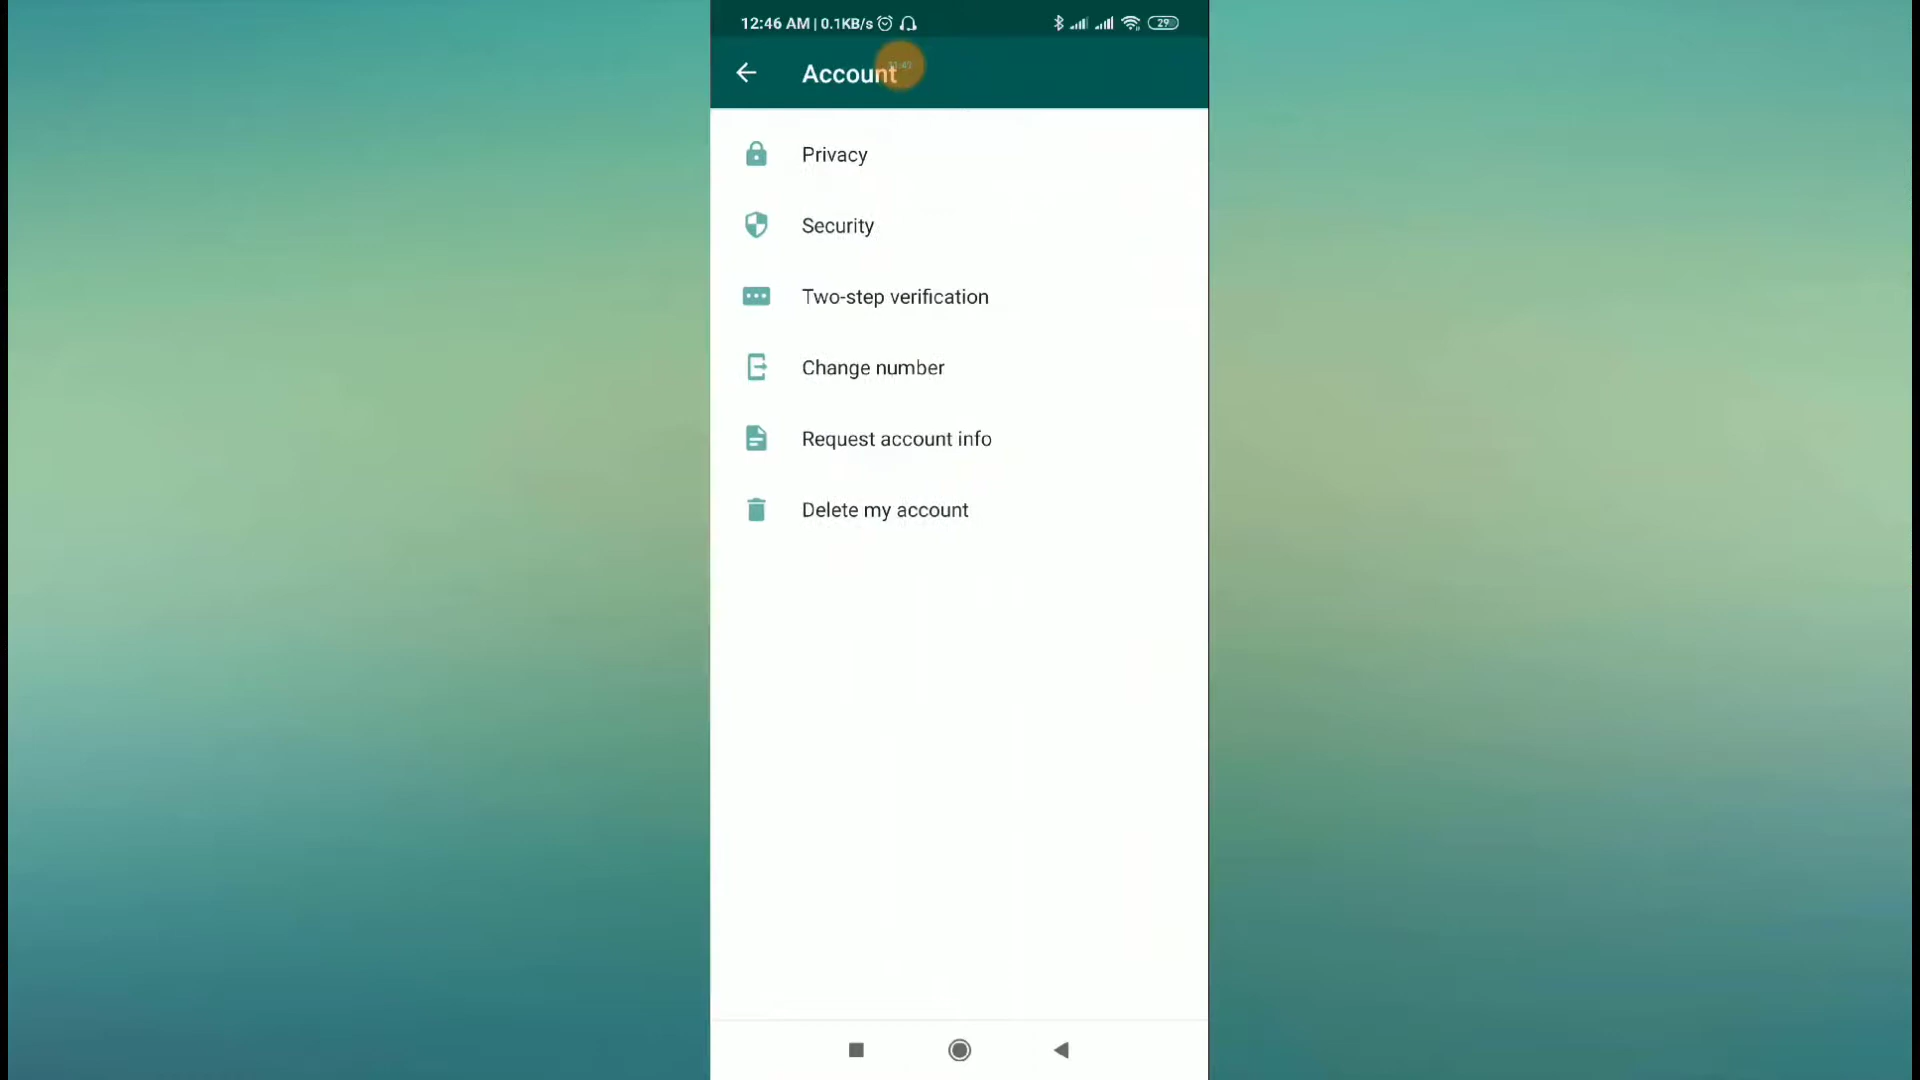 12:46 AM | 0.1KB/s
29
Account
Privacy
Security
Two-step verification
Change number
Request account info
Delete my account